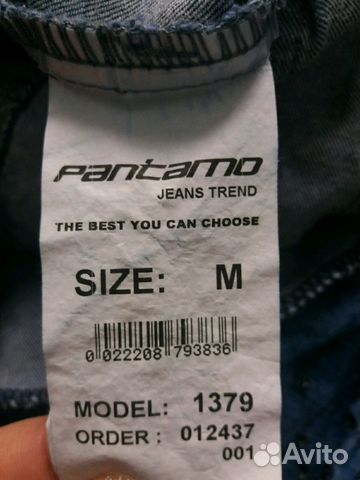 Pantamo
JEANS TREND
THE BEST YOU CAN CHOOSE
SIZE: M
0 022208 793836
MODEL: 1379
ORDER : 012437
001
Avito